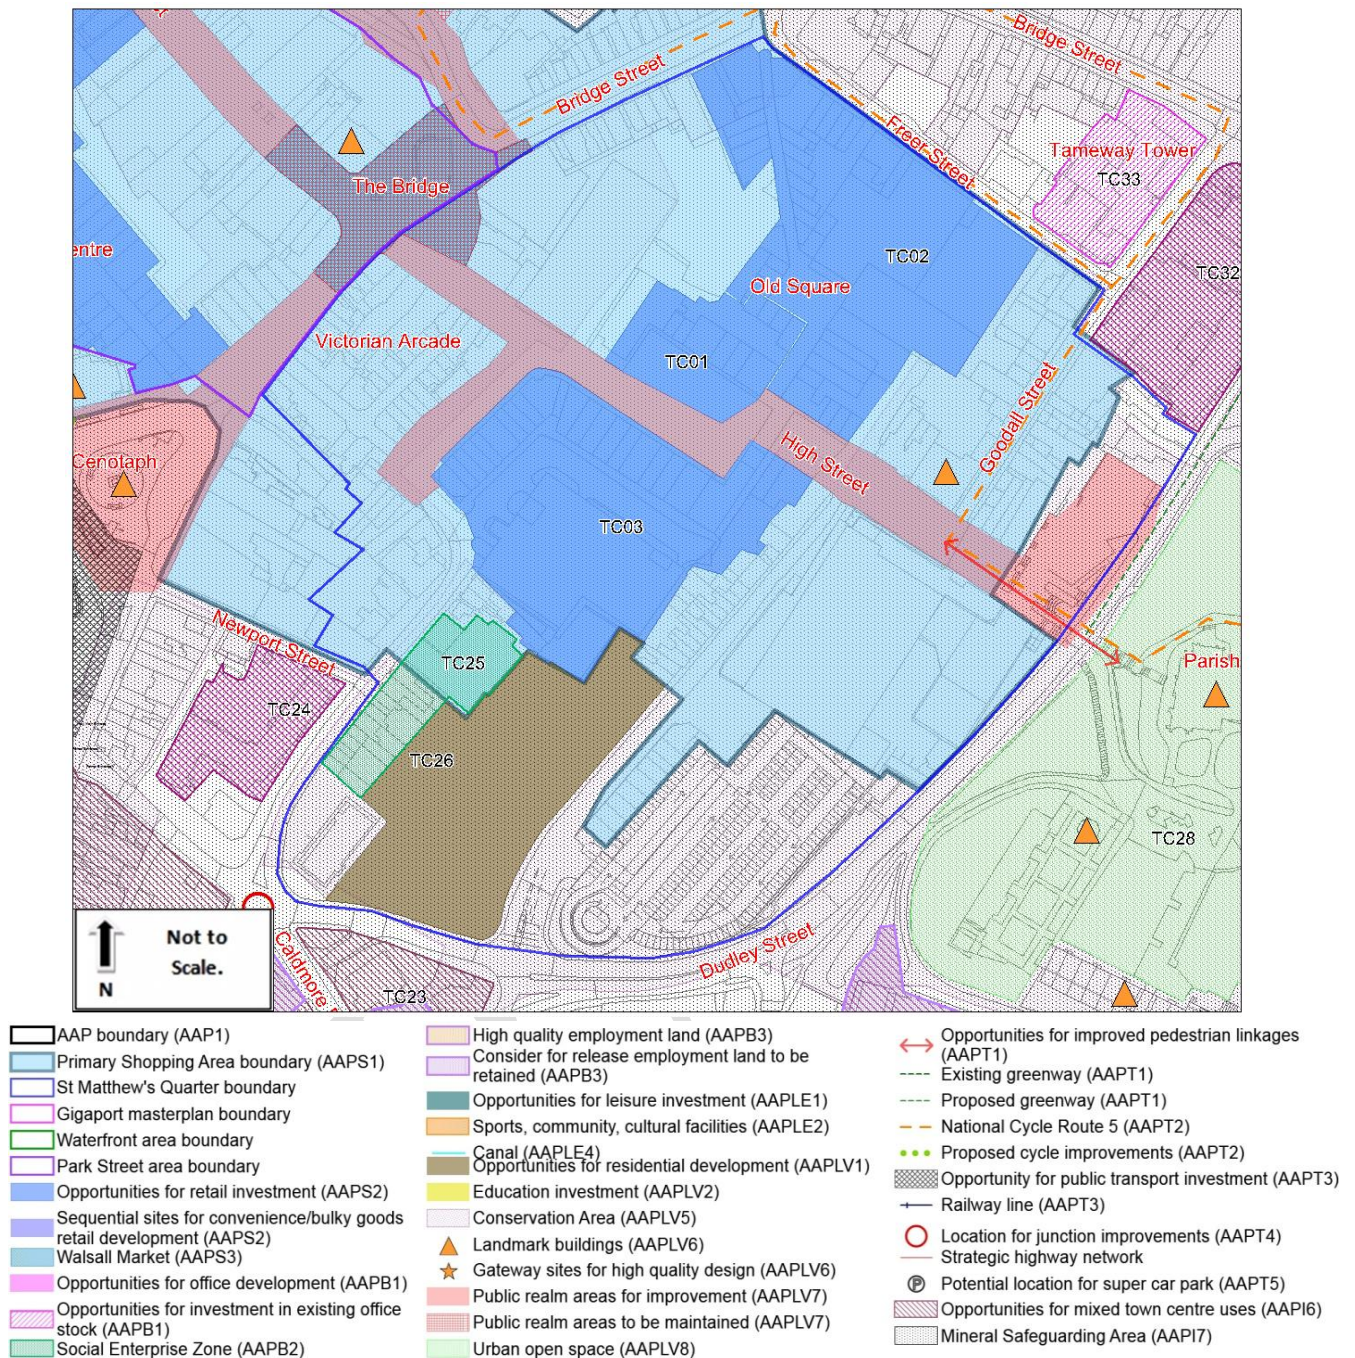 Bridge Street
Bridge Street
Freer Street
Tameway Tower
TC33
The Bridge
entre
TC02
TC32
Old Square
Victorian Arcade
TC01
Goodall Street
High Street
Cenotaph
TC03
Newport Street
TC25
Parish
TC24
TC26
TC28
Not to
Scale.
N
Caldmore
Dudley Street
TC23
AAP boundary (AAP1)
Primary Shopping Area boundary (AAPS1)
St Matthew's Quarter boundary
Gigaport masterplan boundary
Waterfront area boundary
Park Street area boundary
Opportunities for retail investment (AAPS2)
Sequential sites for convenience/bulky goods
retail development (AAPS2)
Walsall Market (AAPS3)
Opportunities for office development (AAPB1)
Opportunities for investment in existing office
stock (AAPB1)
Social Enterprise Zone (AAPB2)
High quality employment land (AAPB3)
Consider for release employment land to be
retained (AAPB3)
Opportunities for leisure investment (AAPLE1)
Sports, community, cultural facilities (AAPLE2)
Canal (AAPLE4)
Opportunities for residential development (AAPLV1)
Education investment (AAPLV2)
Conservation Area (AAPLV5)
Landmark buildings (AAPLV6)
Gateway sites for high quality design (AAPLV6)
Public realm areas for improvement (AAPLV7)
Public realm areas to be maintained (AAPLV7)
Urban open space (AAPLV8)
Opportunities for improved pedestrian linkages
(AAPT1)
Existing greenway (AAPT1)
Proposed greenway (AAPT1)
National Cycle Route 5 (AAPT2)
Proposed cycle improvements (AAPT2)
Opportunity for public transport investment (AAPT3)
Railway line (AAPT3)
Location for junction improvements (AAPT4)
Strategic highway network
P Potential location for super car park (AAPT5)
Opportunities for mixed town centre uses (AAPI6)
Mineral Safeguarding Area (AAPI7)